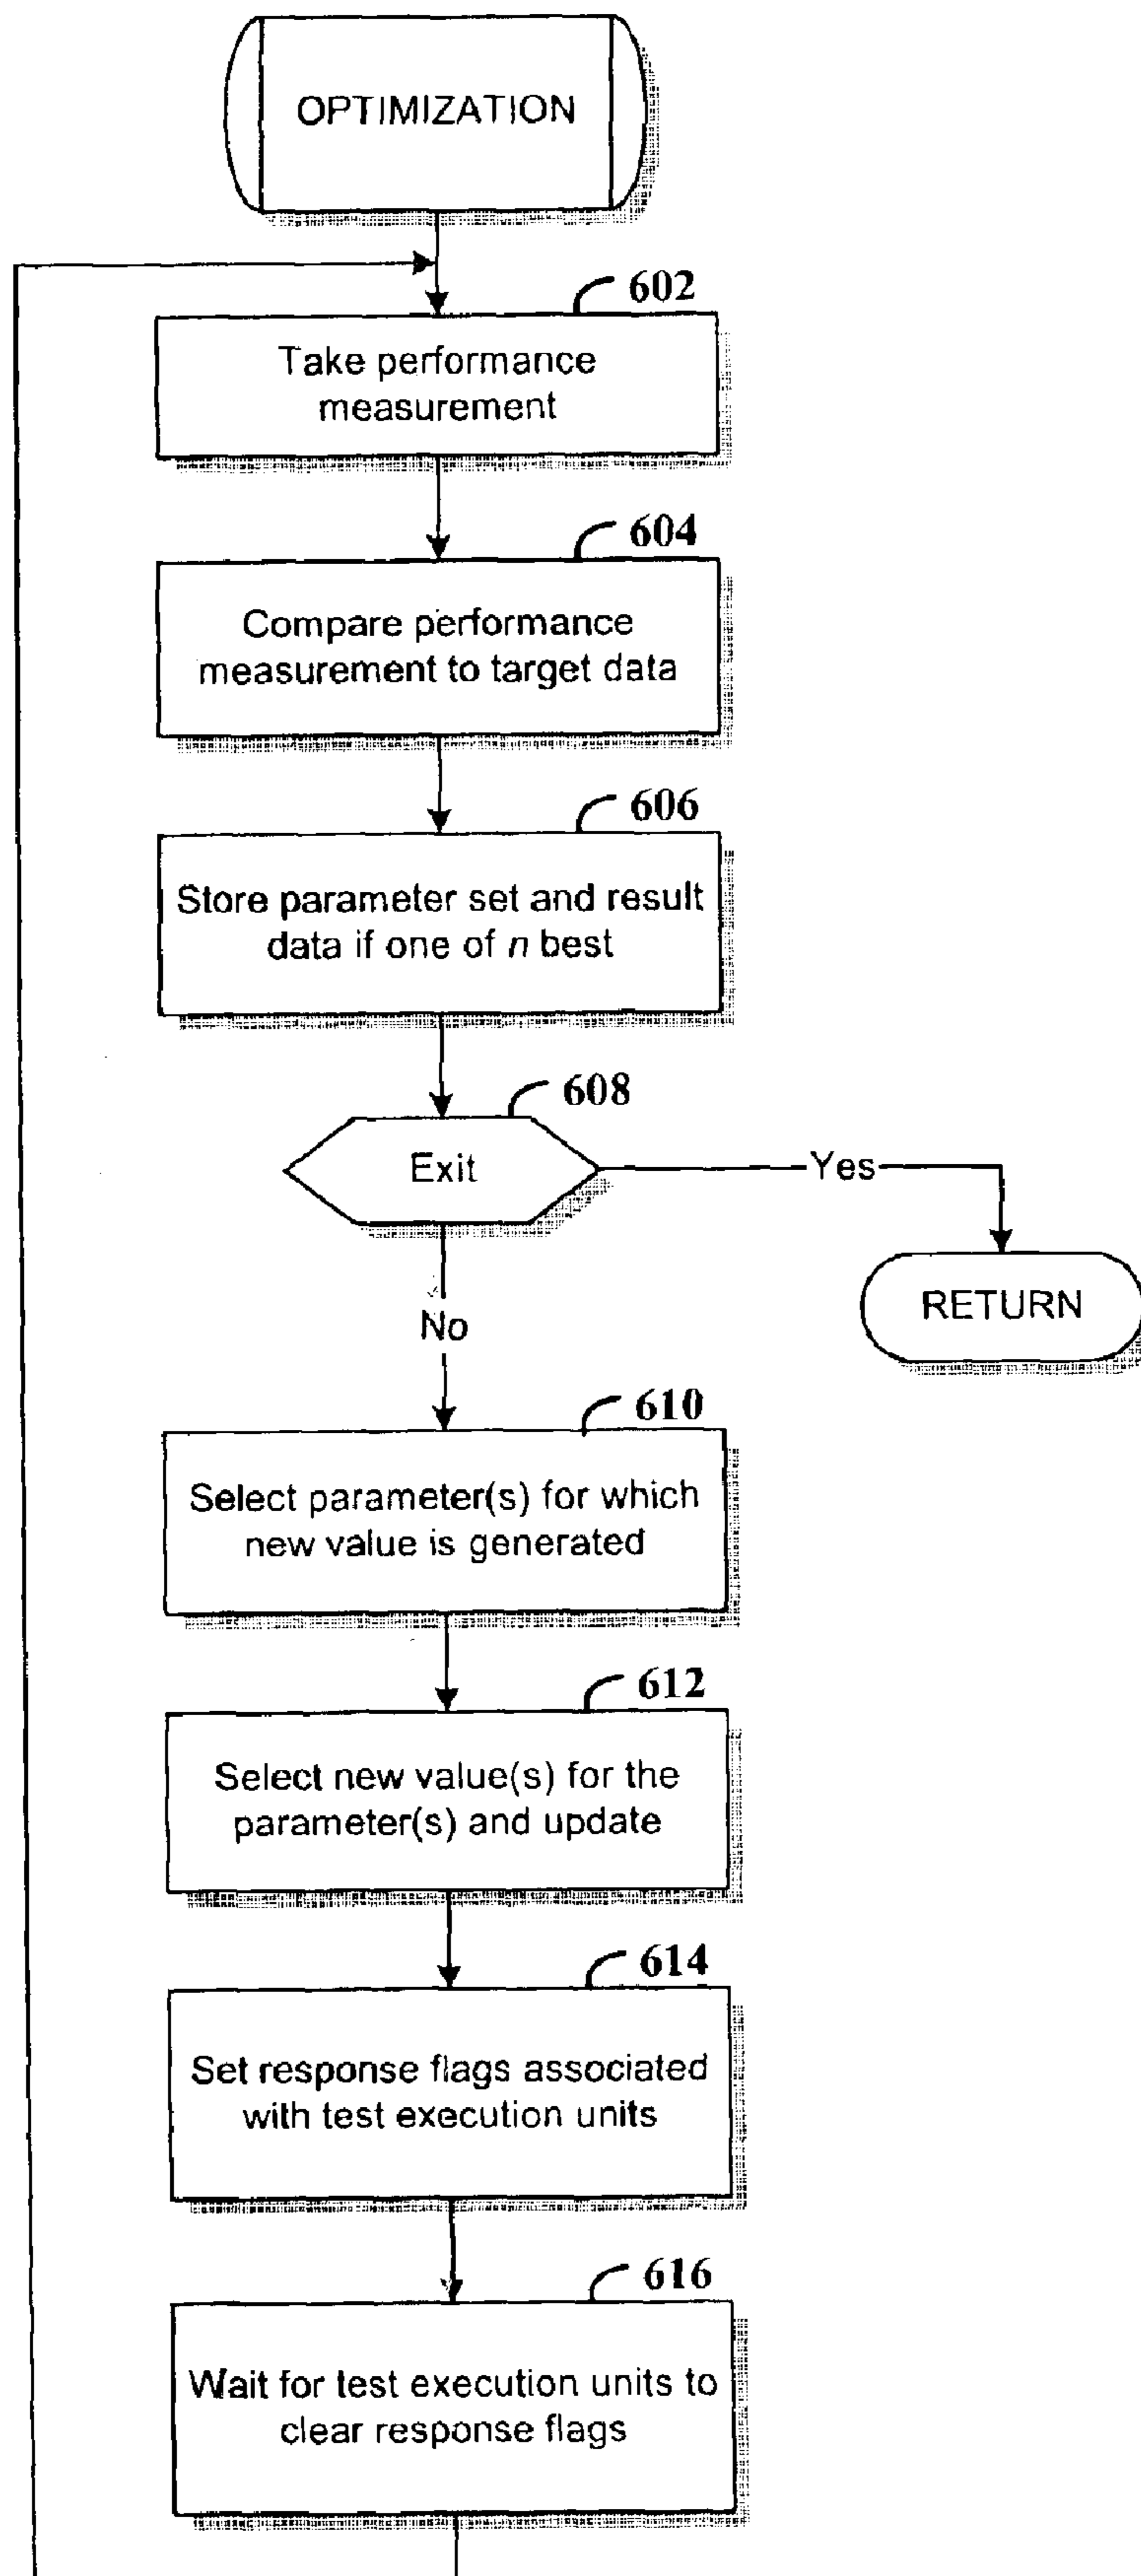 OPTIMIZATION
602
Take performance
measurement
604
Compare performance
measurement to target data
606
Store parameter set and result
data if one of n best
608
Exit
Yes
RETURN
No
610
Select parameter(s) for which
new value is generated
612
Select new value(s) for the
parameter(s) and update
614
Set response flags associated
with test execution units
616
Wait for test execution units to
clear response flags